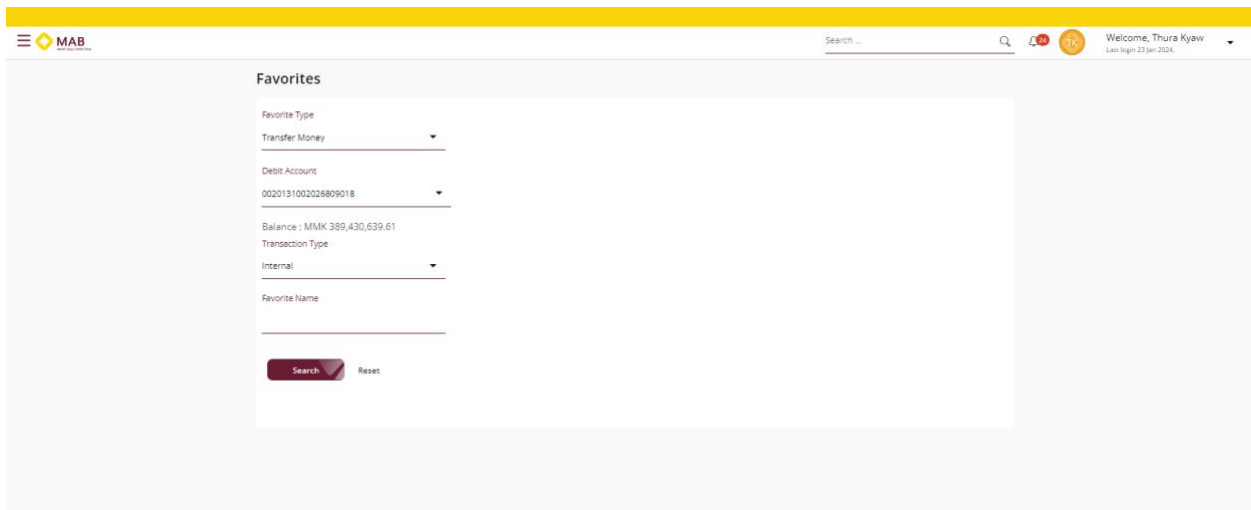 MAB
Search ...
24
TK
Welcome, Thura Kyaw
Last login 23 Jan 2024,
Favorites
Favorite Type
Transfer Money
Debit Account
0020131002026809018
Balance : MMK 389,430,639.61
Transaction Type
Internal
Favorite Name
Search
Reset